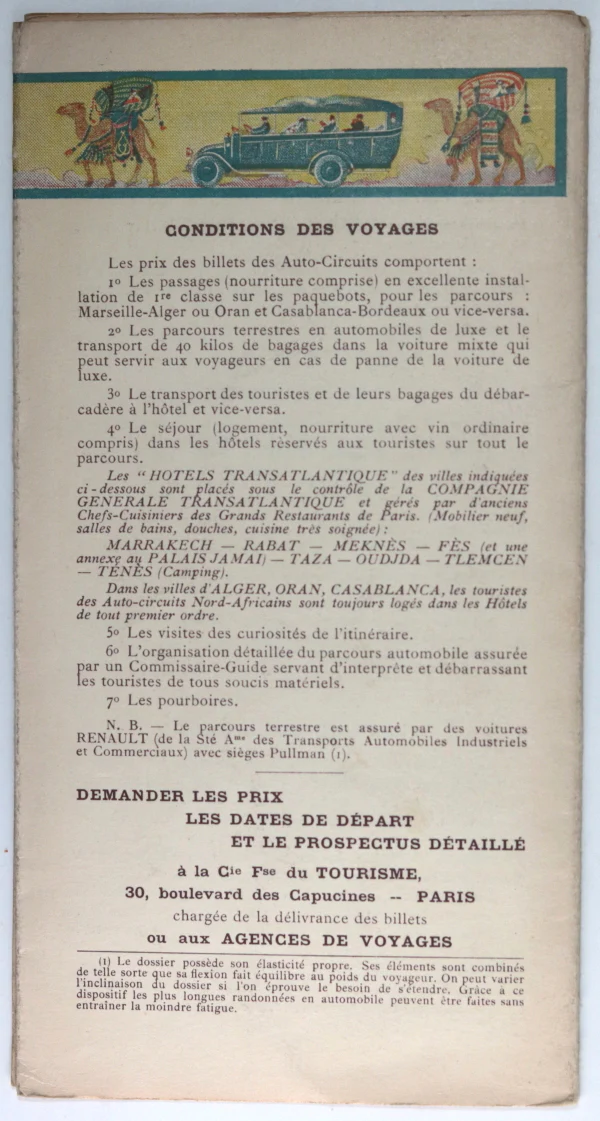 CONDITIONS DES VOYAGES
Les prix des billets des Auto-Circuits comportent :
1º Les passages (nourriture comprise) en excellente instal-
lation de 1re classe sur les paquebots, pour les parcours :
Marseille-Alger ou Oran et Casablanca-Bordeaux ou vice-versa.
2º Les parcours terrestres en automobiles de luxe et le
transport de 40 kilos de bagages dans la voiture mixte qui
peut servir aux voyageurs en cas de panne de la voiture de
luxe.
3º Le transport des touristes et de leurs bagages du débar-
cadère à l'hôtel et vice-versa.
4º Le séjour (logement, nourriture avec vin ordinaire
compris) dans les hôtels réservés aux touristes sur tout le
parcours.
Les "HOTELS TRANSATLANTIQUE" des villes indiquées
ci-dessous sont placés sous le contrôle de la COMPAGNIE
GENERALE TRANSATLANTIQUE et gérés par d'anciens
Chefs-Cuisiniers des Grands Restaurants de Paris. (Mobilier neuf,
salles de bains, douches, cuisine très soignée) :
MARRAKECH — RABAT — MEKNÈS — FÈS (et une
annexe au PALAIS JAMAI) — TAZA — OUDJDA — TLEMCEN
— TÉNÈS (Camping).
Dans les villes d'ALGER, ORAN, CASABLANCA, les touristes
des Auto-circuits Nord-Africains sont toujours logés dans les Hôtels
de tout premier ordre.
5º Les visites des curiosités de l'itinéraire.
6º L'organisation détaillée du parcours automobile assurée
par un Commissaire-Guide servant d'interprète et débarrassant
les touristes de tous soucis matériels.
7º Les pourboires.
N. B. — Le parcours terrestre est assuré par des voitures
RENAULT (de la Sté Ame des Transports Automobiles Industriels
et Commerciaux) avec sièges Pullman (1).
DEMANDER LES PRIX
LES DATES DE DÉPART
ET LE PROSPECTUS DÉTAILLÉ
à la Cie Fse du TOURISME,
30, boulevard des Capucines -- PARIS
chargée de la délivrance des billets
ou aux AGENCES DE VOYAGES
(1) Le dossier possède son élasticité propre. Ses éléments sont combinés
de telle sorte que sa flexion fait équilibre au poids du voyageur. On peut varier
l'inclinaison du dossier si l'on éprouve le besoin de s'étendre. Grâce à ce
dispositif les plus longues randonnées en automobile peuvent être faites sans
entraîner la moindre fatigue.